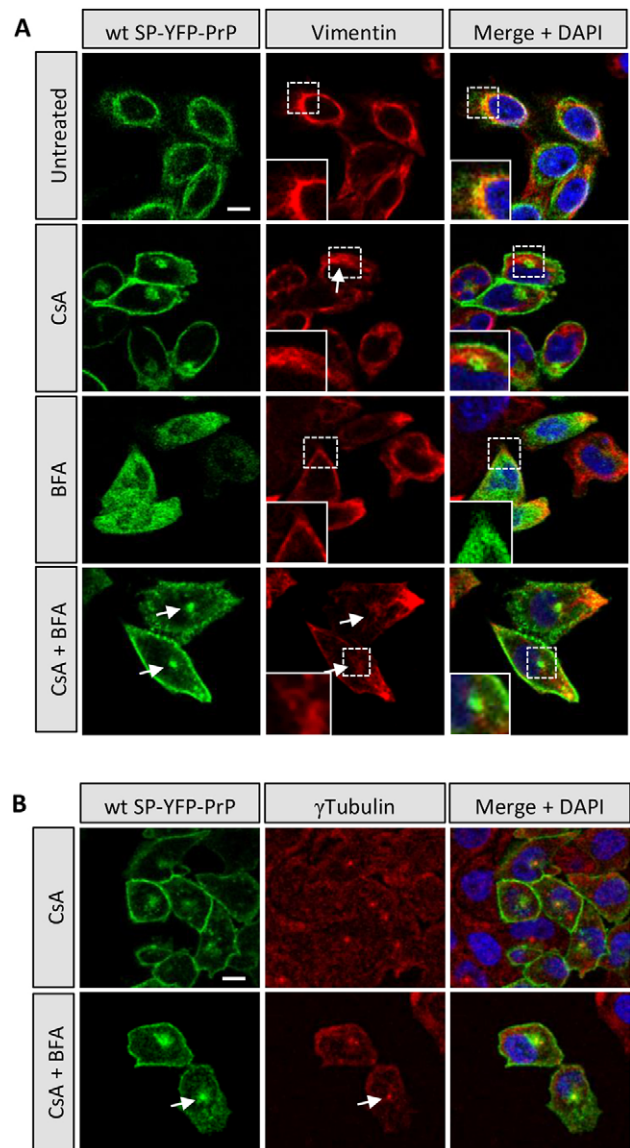 A
wt SP-YFP-PrP
Vimentin
Merge + DAPI
Untreated
CsA
BFA
CsA + BFA
B
wt SP-YFP-PrP
γTubulin
Merge + DAPI
CsA
CsA + BFA